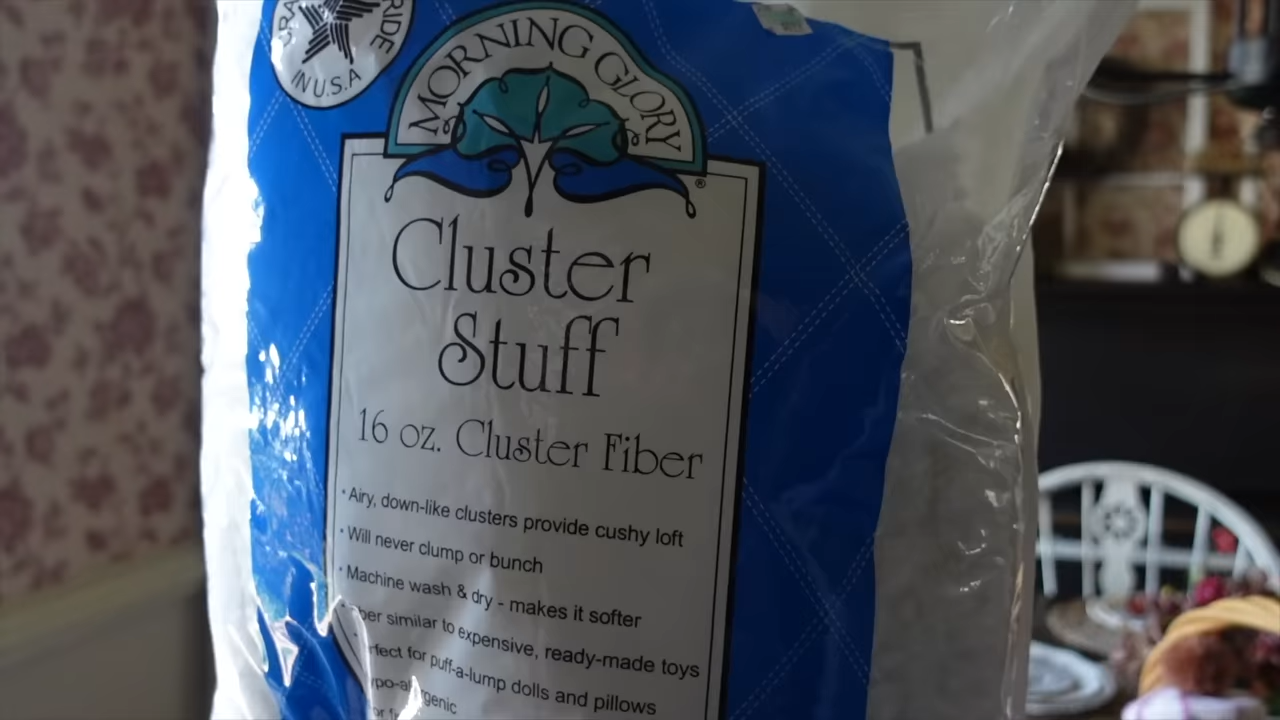 IN U.S.A
MORNING GLORY
®
Cluster
Stuff
16 oz. Cluster Fiber
• Airy, down-like clusters provide cushy loft
• Will never clump or bunch
• Machine wash & dry - makes it softer
similar to expensive, ready-made toys
for puff-a-lump dolls and pillows